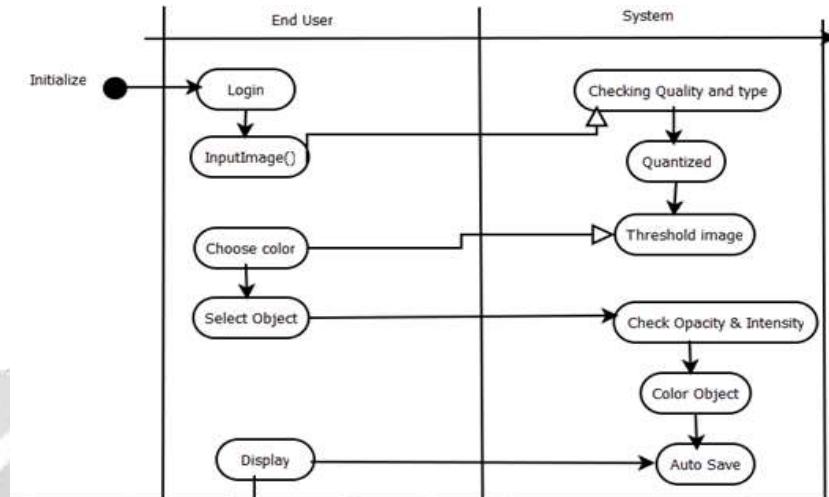 End User
System
Initialize
Login
Checking Quality and type
InputImage()
Quantized
Choose color
Threshold image
Select Object
Check Opacity & Intensity
Color Object
Display
Auto Save